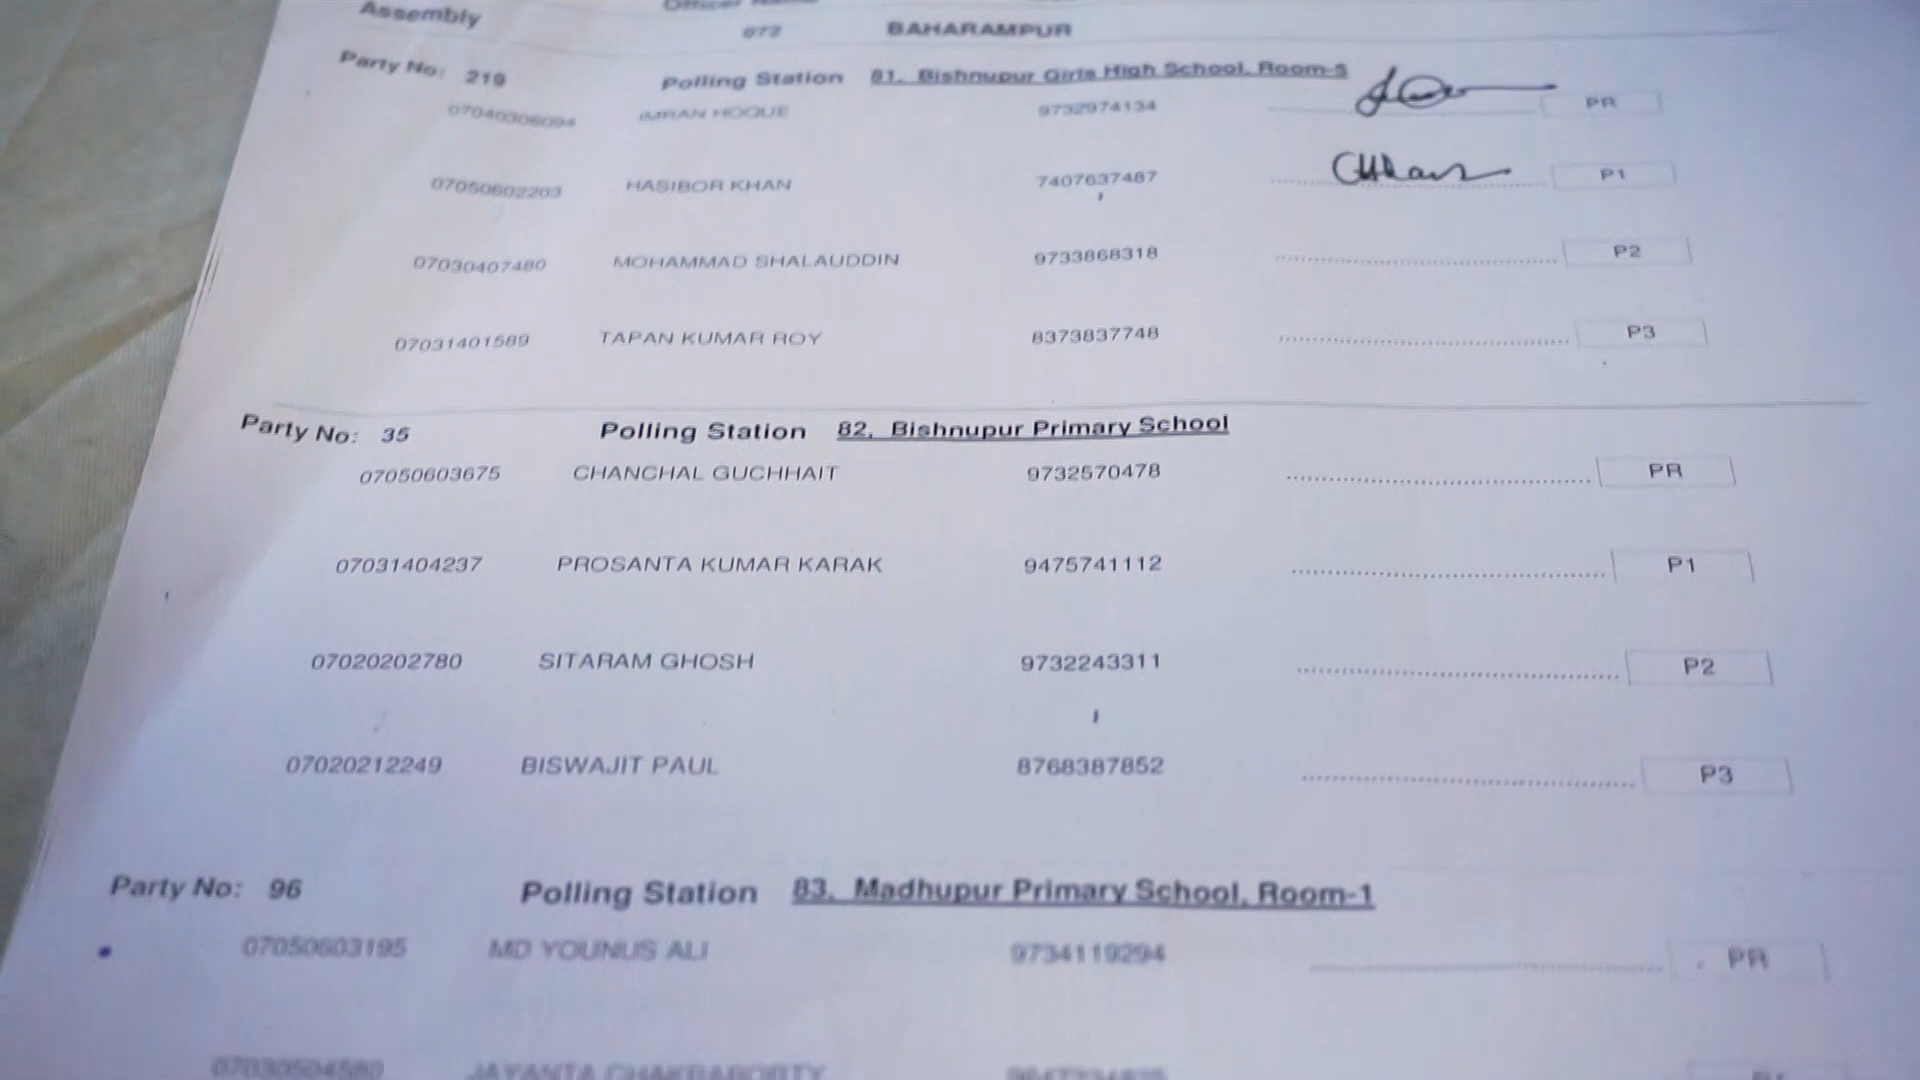 Assembly
Officer Name
072 BAHARAMPUR
Party No: 219 Polling Station 81, Bishnupur Girls High School, Room-5
07040306094 IMRAN HOQUE 9732974134 PR
07050602203 HASIBOR KHAN 7407637487 P1
07030407480 MOHAMMAD SHALAUDDIN 9733868318 P2
07031401589 TAPAN KUMAR ROY 8373837748 P3
Party No: 35 Polling Station 82, Bishnupur Primary School
07050603675 CHANCHAL GUCHHAIT 9732570478 PR
07031404237 PROSANTA KUMAR KARAK 9475741112 P1
07020202780 SITARAM GHOSH 9732243311 P2
07020212249 BISWAJIT PAUL 8768387852 P3
Party No: 96 Polling Station 83, Madhupur Primary School, Room-1
07050603195 MD YOUNUS ALI 9734119294 PR
JAYANTA CHAKRABORTY